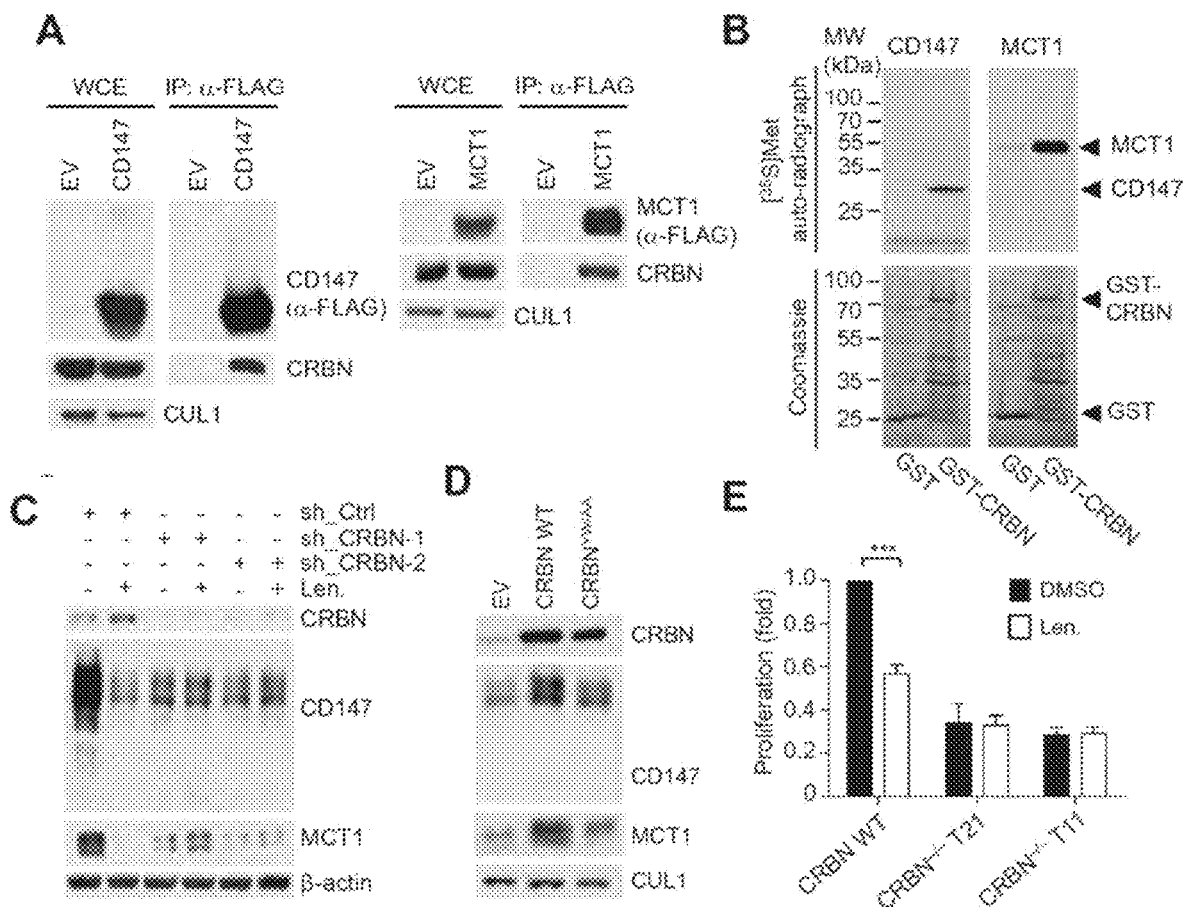 A
WCE IP: α-FLAG
EV CD147 EV CD147
CD147
(α-FLAG)
CRBN
CUL1
WCE IP: α-FLAG
EV MCT1 EV MCT1
MCT1
(α-FLAG)
CRBN
CUL1
B
MW
(kDa)
CD147 MCT1
[³⁵S]Met
auto-radiograph
100
70
55
35
25
MCT1
CD147
Coomassie
100
70
55
35
25
GST-
CRBN
GST
GST GST-CRBN GST GST-CRBN
C
+ + - - - - sh_Ctrl
- - + + - - sh_CRBN-1
- - - - + + sh_CRBN-2
- + - + - + Len.
CRBN
CD147
MCT1
β-actin
D
EV CRBN WT
CRBN
CD147
MCT1
CUL1
E
***
DMSO
Len.
Proliferation (fold)
1.0
0.8
0.6
0.4
0.2
0
CRBN WT
CRBN⁻/⁻ T21
CRBN⁻/⁻ T11